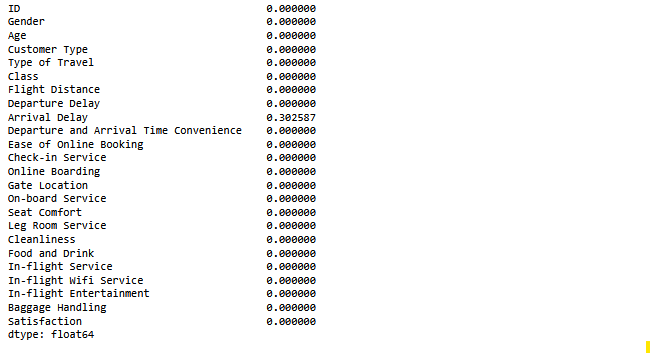 ID 0.000000
Gender 0.000000
Age 0.000000
Customer Type 0.000000
Type of Travel 0.000000
Class 0.000000
Flight Distance 0.000000
Departure Delay 0.000000
Arrival Delay 0.302587
Departure and Arrival Time Convenience 0.000000
Ease of Online Booking 0.000000
Check-in Service 0.000000
Online Boarding 0.000000
Gate Location 0.000000
On-board Service 0.000000
Seat Comfort 0.000000
Leg Room Service 0.000000
Cleanliness 0.000000
Food and Drink 0.000000
In-flight Service 0.000000
In-flight Wifi Service 0.000000
In-flight Entertainment 0.000000
Baggage Handling 0.000000
Satisfaction 0.000000
dtype: float64